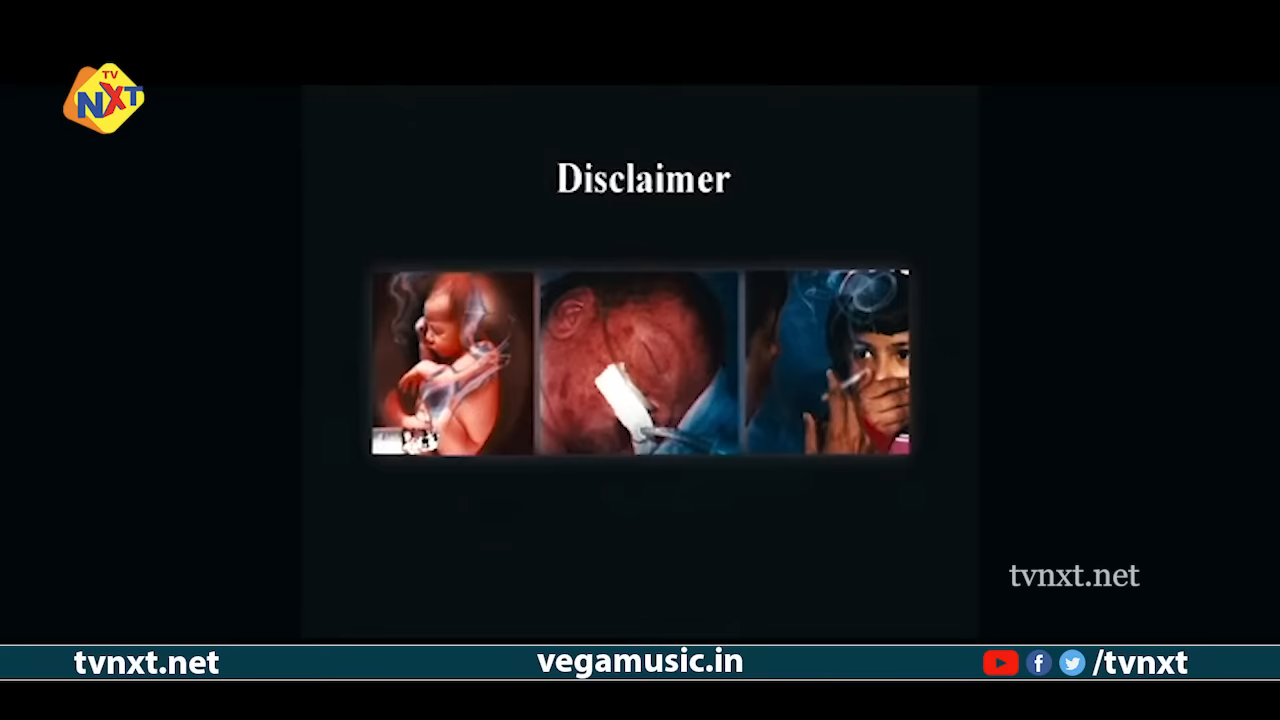 TV
NXT
Disclaimer
tvnxt.net
tvnxt.net
vegamusic.in
/tvnxt